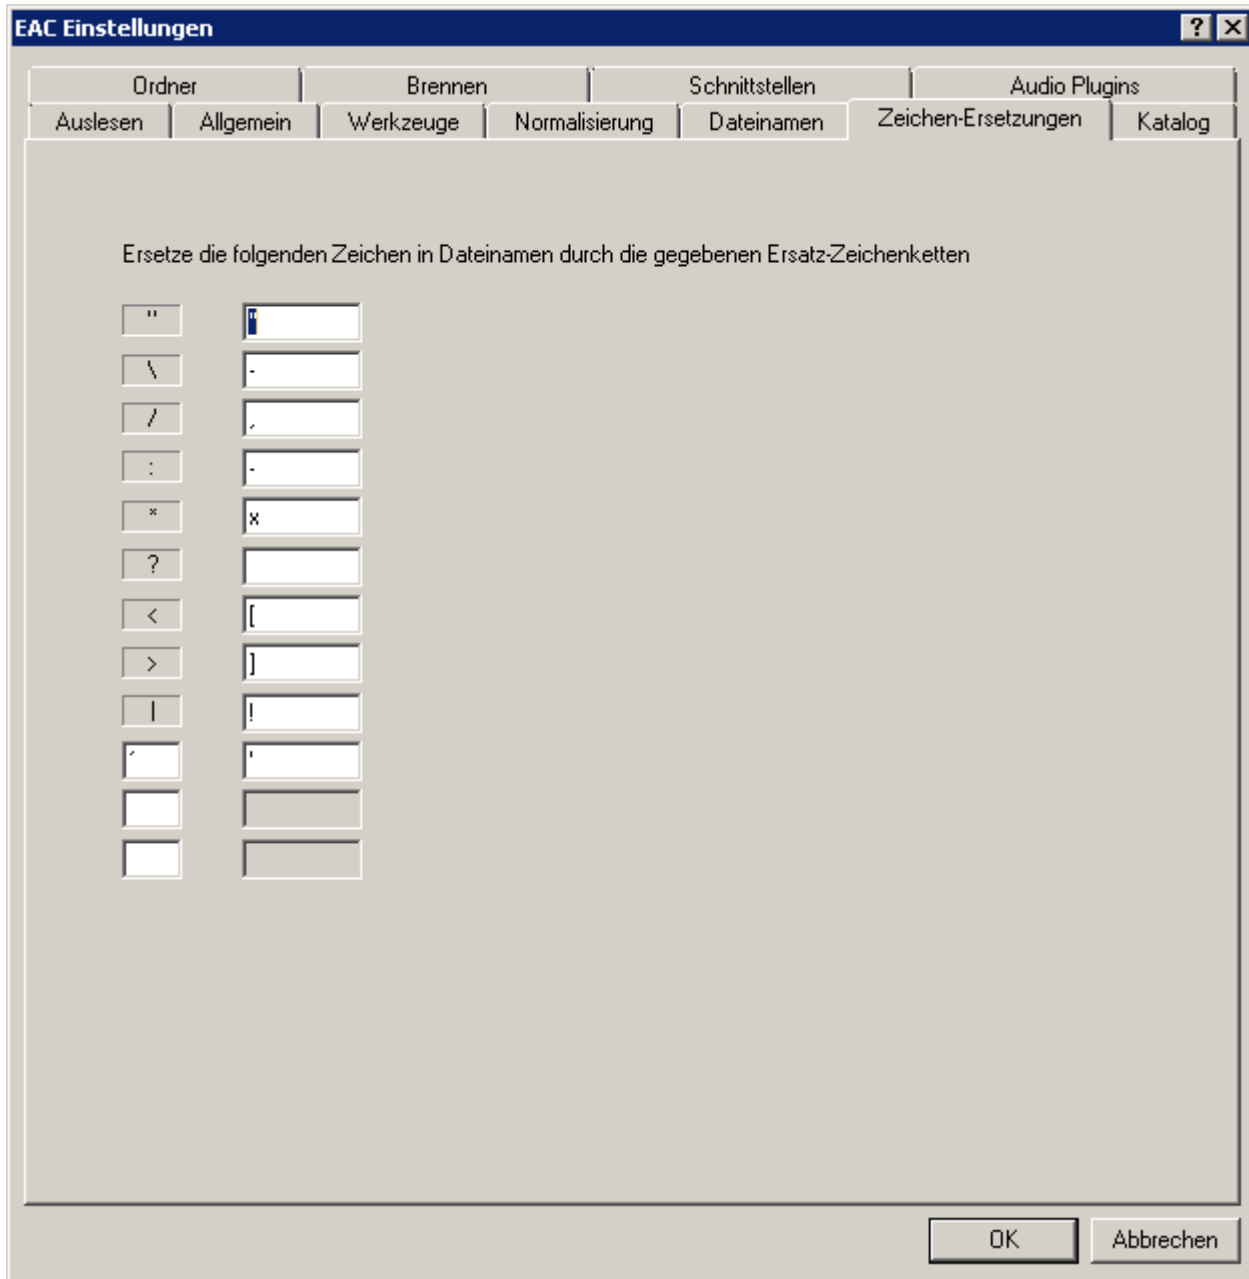 EAC Einstellungen
Ordner Brennen Schnittstellen Audio Plugins
Auslesen Allgemein Werkzeuge Normalisierung Dateinamen Zeichen-Ersetzungen Katalog
Ersetze die folgenden Zeichen in Dateinamen durch die gegebenen Ersatz-Zeichenketten
" "
\ -
/ ,
: -
* x
?
< [
> ]
| !
´ '
OK Abbrechen